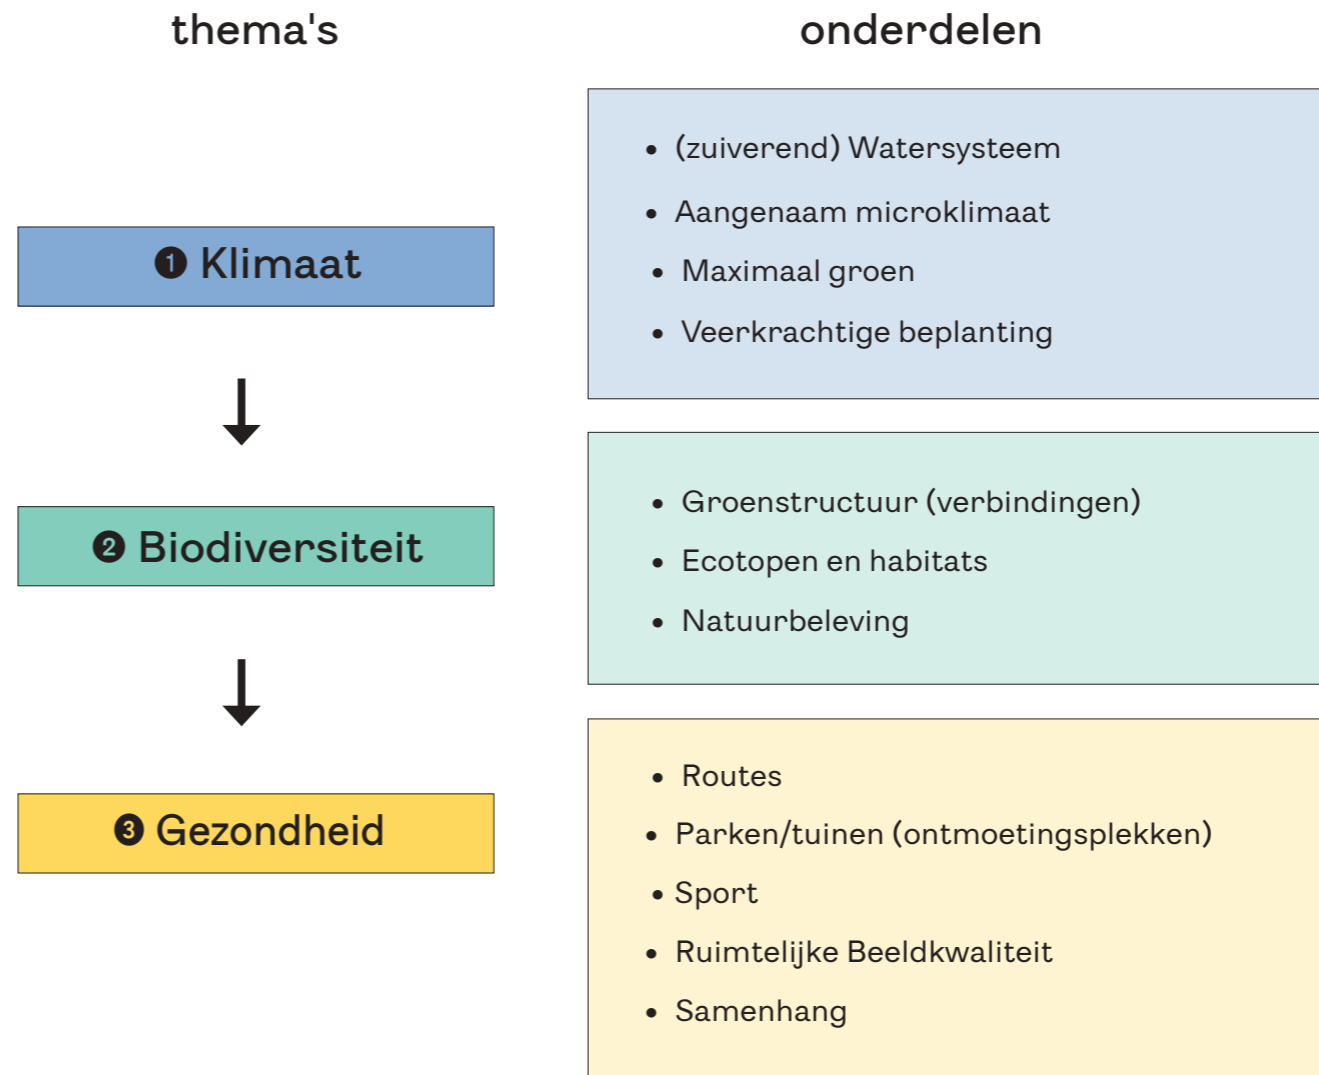 thema's
onderdelen
❶ Klimaat
• (zuiverend) Watersysteem
• Aangenaam microklimaat
• Maximaal groen
• Veerkrachtige beplanting
❷ Biodiversiteit
• Groenstructuur (verbindingen)
• Ecotopen en habitats
• Natuurbeleving
❸ Gezondheid
• Routes
• Parken/tuinen (ontmoetingsplekken)
• Sport
• Ruimtelijke Beeldkwaliteit
• Samenhang